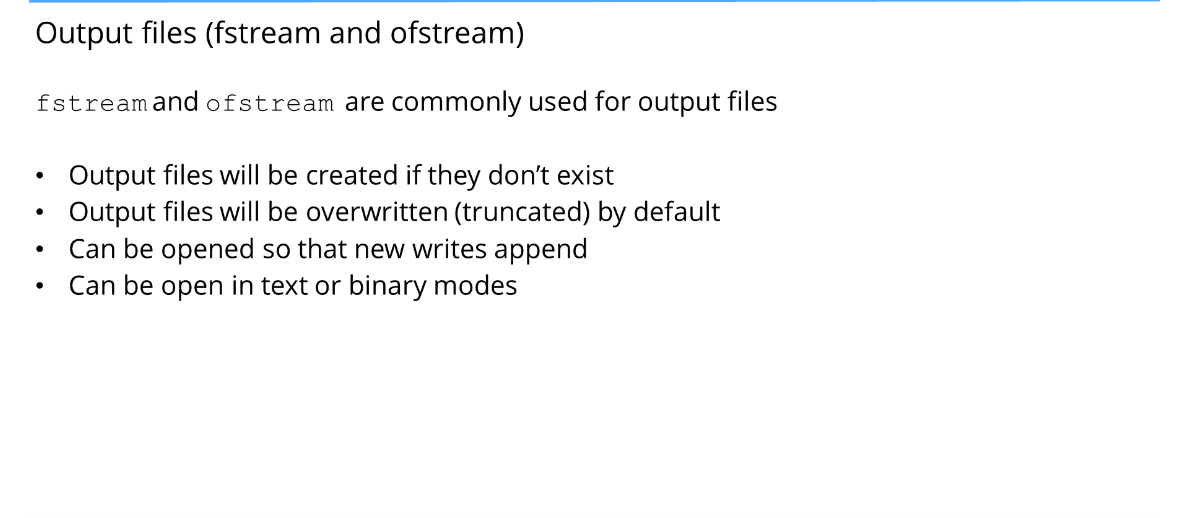 Output files (fstream and ofstream)
fstream and ofstream are commonly used for output files
• Output files will be created if they don’t exist
• Output files will be overwritten (truncated) by default
• Can be opened so that new writes append
• Can be open in text or binary modes